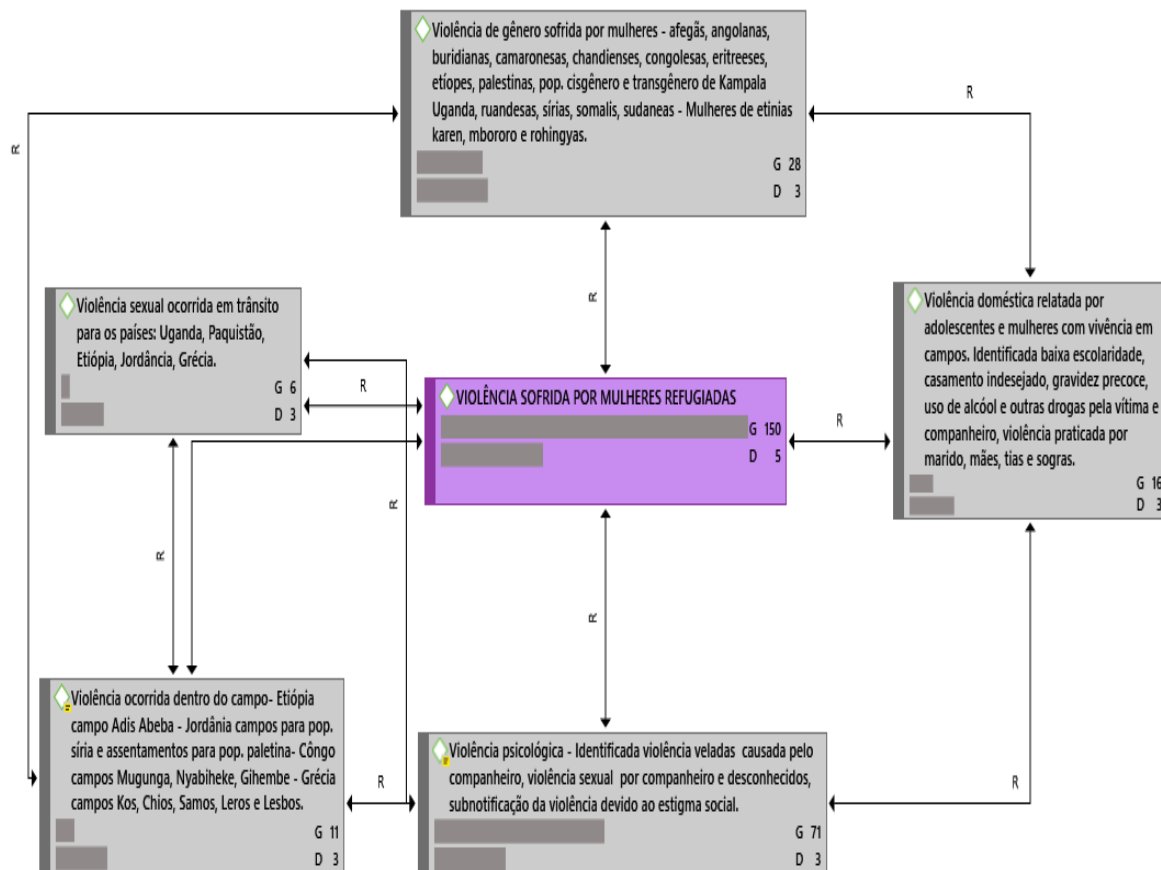 Violência de gênero sofrida por mulheres - afegãs, angolanas,
buridianas, camaronesas, chandienses, congolesas, eritreeses,
etíopes, palestinas, pop. cisgênero e transgênero de Kampala
Uganda, ruandesas, sírias, somalis, sudaneas - Mulheres de etinias
karen, mbororo e rohingyas.
G 28
D 3
R
R
R
Violência sexual ocorrida em trânsito
para os países: Uganda, Paquistão,
Etiópia, Jordância, Grécia.
G 6
D 3
R
VIOLÊNCIA SOFRIDA POR MULHERES REFUGIADAS
G 150
D 5
R
Violência doméstica relatada por
adolescentes e mulheres com vivência em
campos. Identificada baixa escolaridade,
casamento indesejado, gravidez precoce,
uso de alcóol e outras drogas pela vítima e
companheiro, violência praticada por
marido, mães, tias e sogras.
G 16
D 3
R
R
R
Violência ocorrida dentro do campo- Etiópia
campo Adis Abeba - Jordânia campos para pop.
síria e assentamentos para pop. paletina- Côngo
campos Mugunga, Nyabiheke, Gihembe - Grécia
campos Kos, Chios, Samos, Leros e Lesbos.
G 11
D 3
R
Violência psicológica - Identificada violência veladas causada pelo
companheiro, violência sexual por companheiro e desconhecidos,
subnotificação da violência devido ao estigma social.
G 71
D 3
R